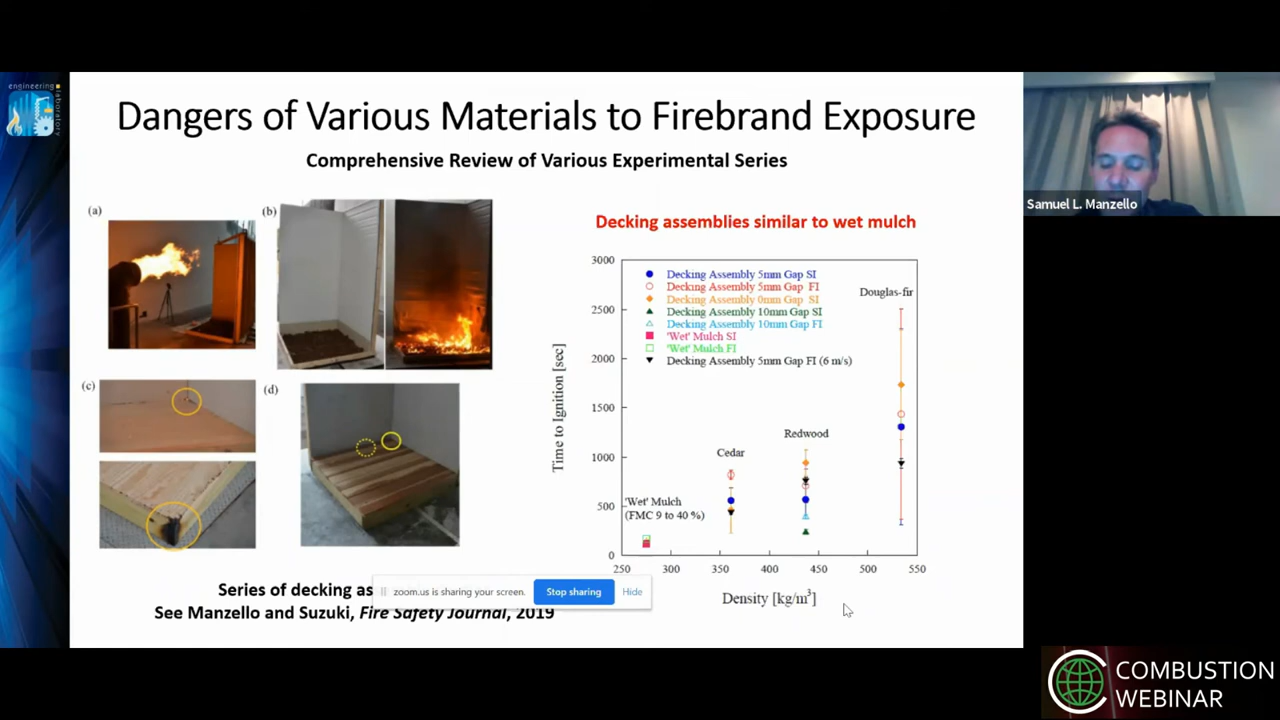 engineering
laboratory
Dangers of Various Materials to Firebrand Exposure
Comprehensive Review of Various Experimental Series
Samuel L. Manzello
(a)
(b)
(c)
(d)
Decking assemblies similar to wet mulch
3000
2500
2000
1500
1000
500
0
Time to Ignition [sec]
Decking Assembly 5mm Gap SI
Decking Assembly 5mm Gap FI
Decking Assembly 0mm Gap SI
Decking Assembly 10mm Gap SI
Decking Assembly 10mm Gap FI
'Wet' Mulch SI
'Wet' Mulch FI
Decking Assembly 5mm Gap FI (6 m/s)
Douglas-fir
Redwood
Cedar
'Wet' Mulch
(FMC 9 to 40 %)
250 300 350 400 450 500 550
Density [kg/m³]
Series of decking as
zoom.us is sharing your screen. Stop sharing Hide
See Manzello and Suzuki, Fire Safety Journal, 2019
COMBUSTION
WEBINAR